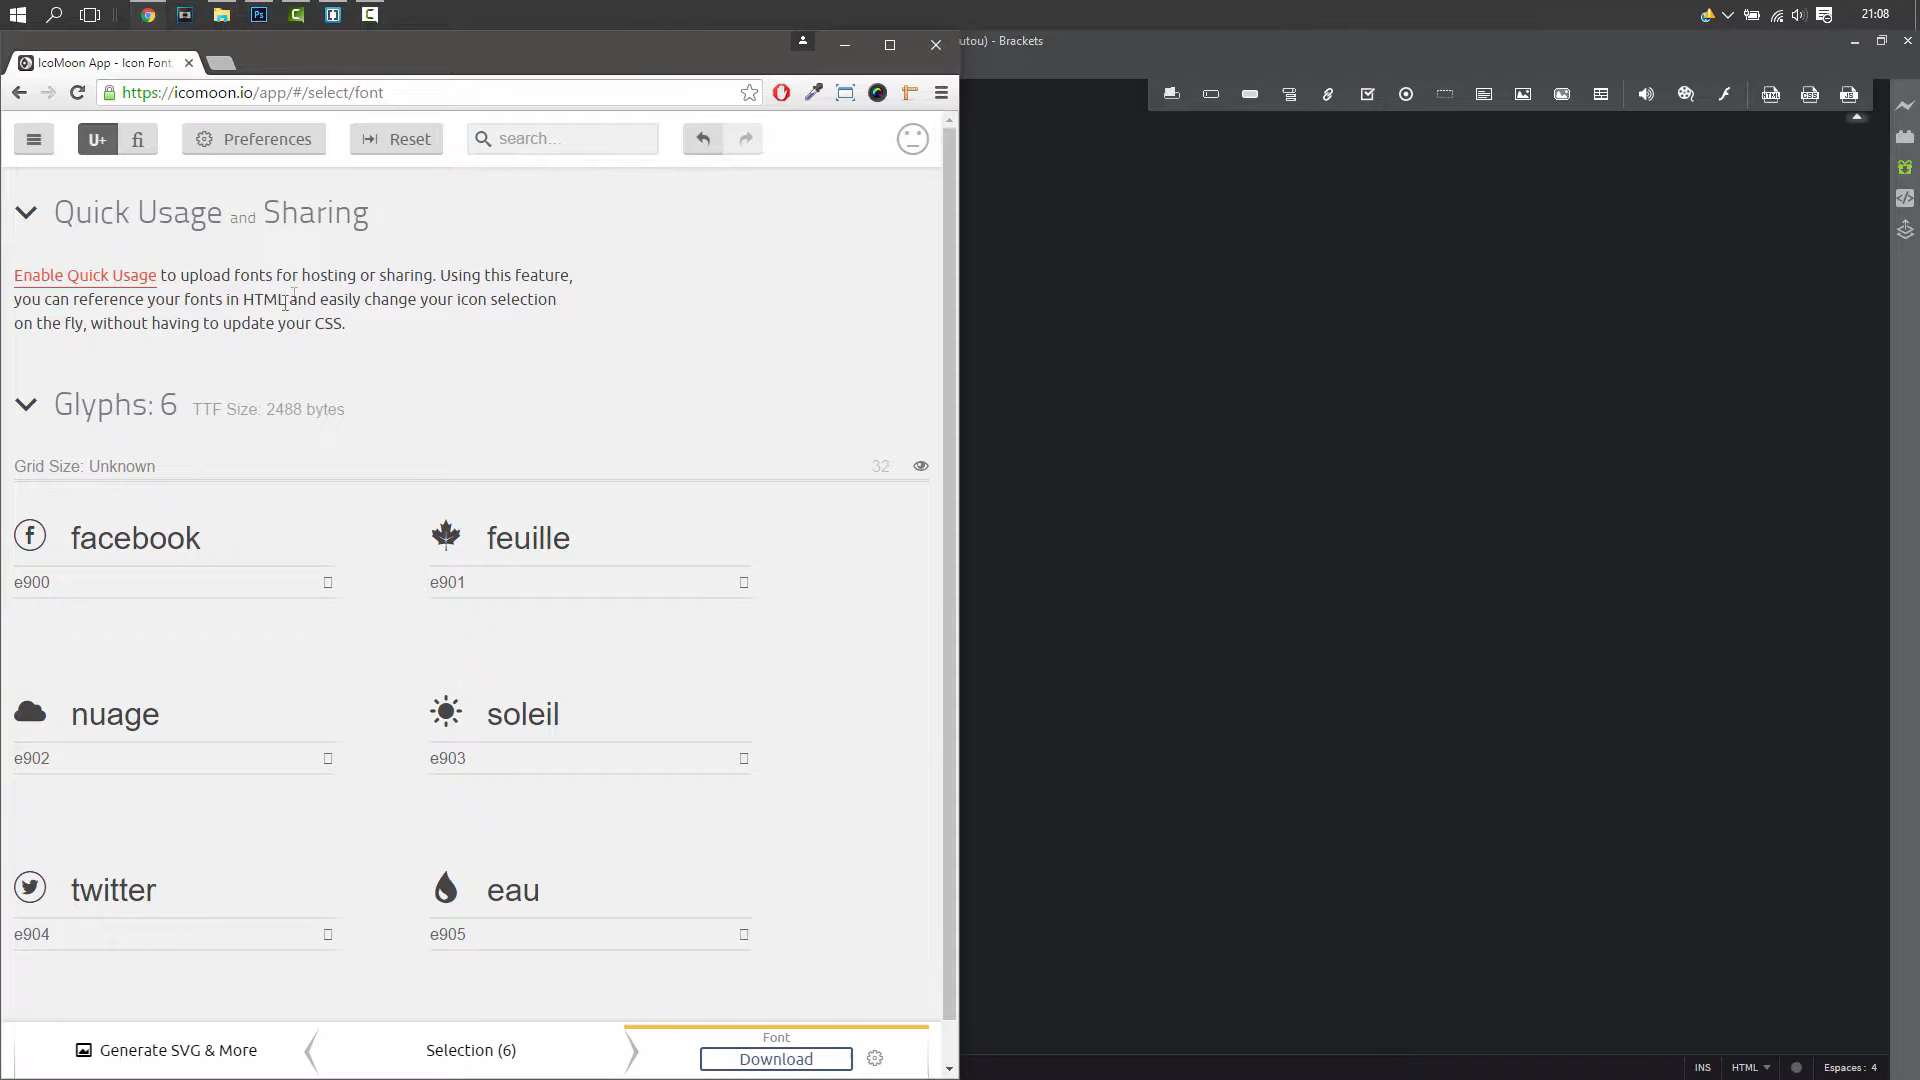 21:08
utou) - Brackets
IcoMoon App - Icon Font
https://icomoon.io/app/#/select/font
U+
fi
Preferences
Reset
search...
Quick Usage and Sharing
Enable Quick Usage to upload fonts for hosting or sharing. Using this feature,
you can reference your fonts in HTML and easily change your icon selection
on the fly, without having to update your CSS.
Glyphs: 6 TTF Size: 2488 bytes
Grid Size: Unknown
32
facebook
feuille
e900
e901
nuage
soleil
e902
e903
twitter
eau
e904
e905
Generate SVG & More
Selection (6)
Font
Download
INS
HTML
Espaces : 4